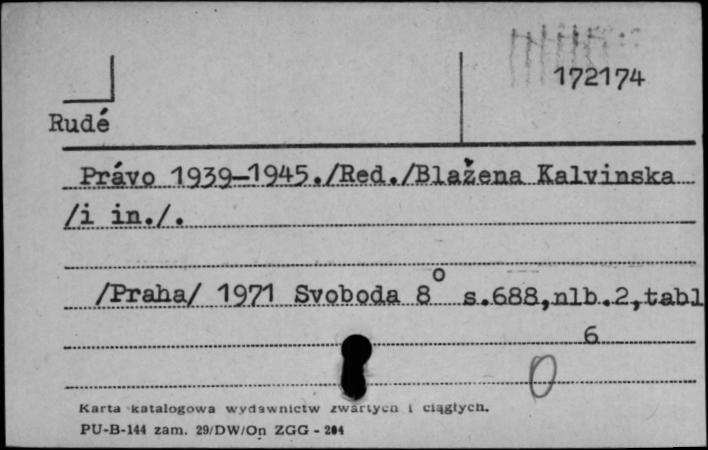 172174
Rudé
Právo 1939-1945./Red./Blažena Kalvinska
/i in./.
/Praha/ 1971 Svoboda 8° s.688,nlb.2,tabl
6
0
Karta katalogowa wydawnictw zwartych i ciągłych.
PU-B-144 zam. 29/DW/On ZGG - 204